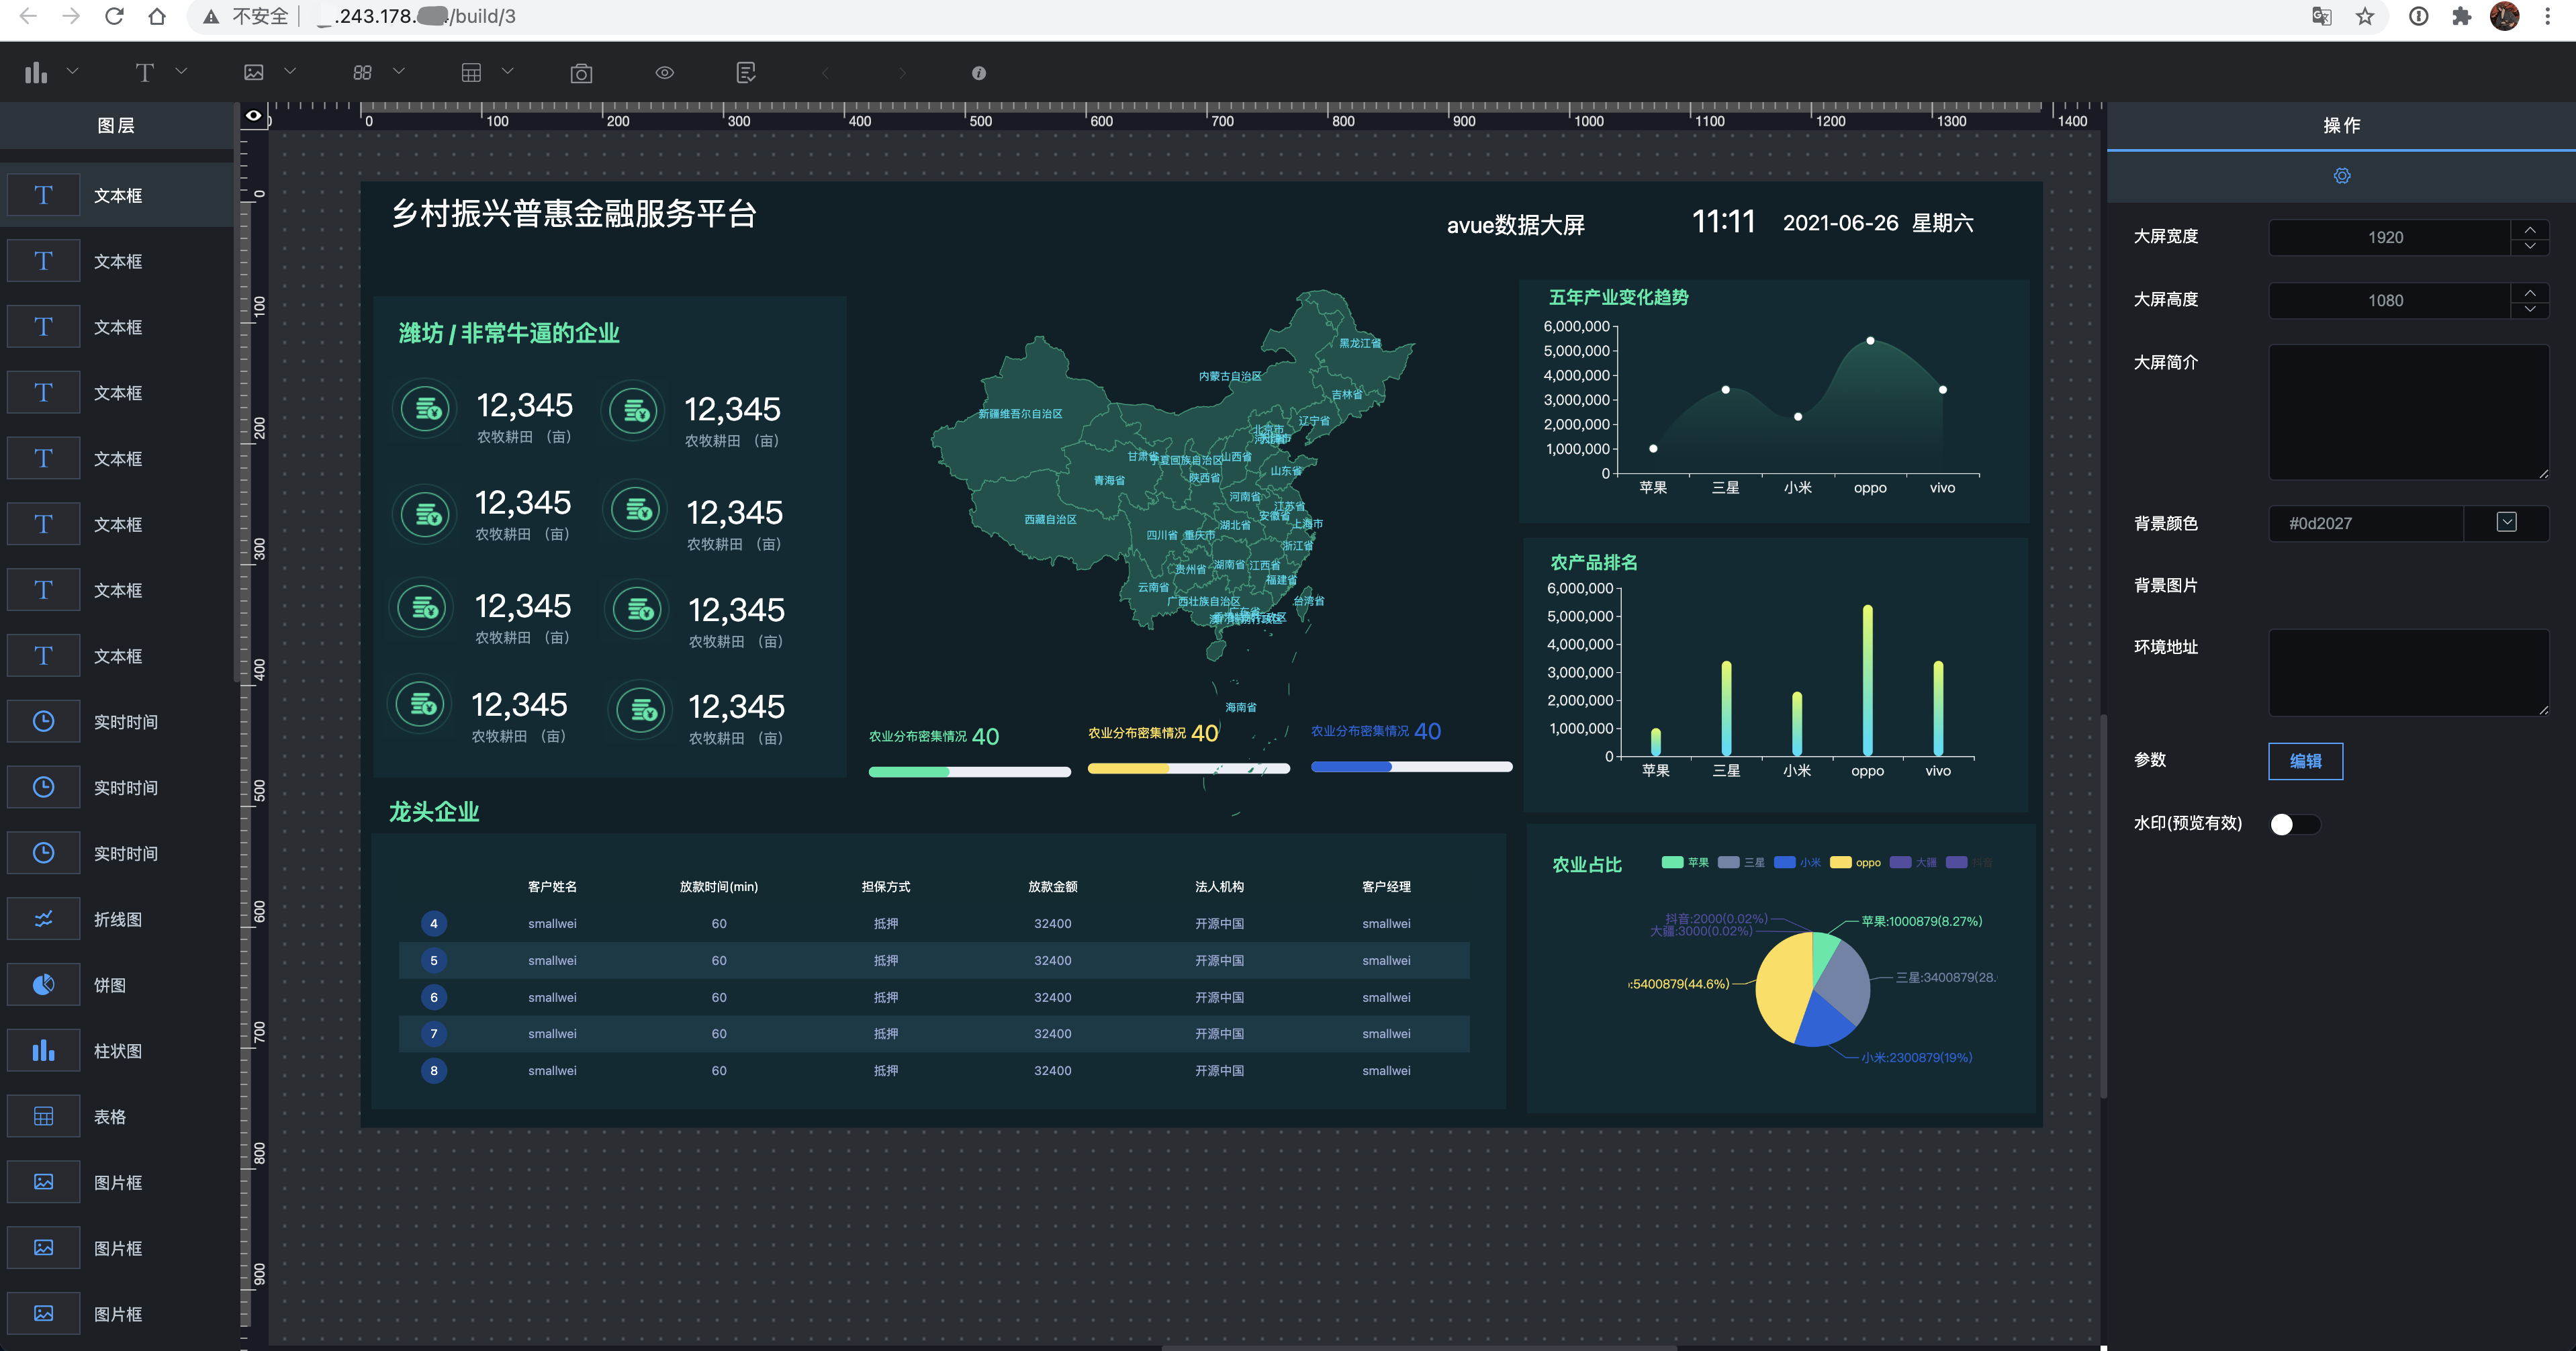 不安全 .243.178. /build/3
图层
文本框
文本框
文本框
文本框
文本框
文本框
文本框
文本框
实时时间
实时时间
实时时间
折线图
饼图
柱状图
表格
图片框
图片框
图片框
0 100 200 300 400 500 600 700 800 900 1000 1100 1200 1300 1400
0
100
200
300
400
500
600
700
800
900
乡村振兴普惠金融服务平台
avue数据大屏
11:11
2021-06-26 星期六
潍坊 / 非常牛逼的企业
12,345
农牧耕田 （亩）
12,345
农牧耕田 （亩）
12,345
农牧耕田 （亩）
12,345
农牧耕田 （亩）
12,345
农牧耕田 （亩）
12,345
农牧耕田 （亩）
12,345
农牧耕田 （亩）
12,345
农牧耕田 （亩）
黑龙江省
内蒙古自治区
吉林省
新疆维吾尔自治区
辽宁省
北京市
甘肃省
宁夏回族自治区
山西省
山东省
陕西省
青海省
河南省
江苏省
安徽省
上海市
西藏自治区
湖北省
四川省
重庆市
浙江省
湖南省
江西省
贵州省
福建省
云南省
广西壮族自治区
台湾省
广东省
海南省
农业分布密集情况 40
农业分布密集情况 40
农业分布密集情况 40
五年产业变化趋势
6,000,000
5,000,000
4,000,000
3,000,000
2,000,000
1,000,000
0
苹果 三星 小米 oppo vivo
农产品排名
6,000,000
5,000,000
4,000,000
3,000,000
2,000,000
1,000,000
0
苹果 三星 小米 oppo vivo
龙头企业
客户姓名 放款时间(min) 担保方式 放款金额 法人机构 客户经理
4 smallwei 60 抵押 32400 开源中国 smallwei
5 smallwei 60 抵押 32400 开源中国 smallwei
6 smallwei 60 抵押 32400 开源中国 smallwei
7 smallwei 60 抵押 32400 开源中国 smallwei
8 smallwei 60 抵押 32400 开源中国 smallwei
农业占比
苹果 三星 小米 oppo 大疆 抖音
抖音:2000(0.02%)
大疆:3000(0.02%)
苹果:1000879(8.27%)
三星:3400879(28.
:5400879(44.6%)
小米:2300879(19%)
操作
大屏宽度 1920
大屏高度 1080
大屏简介
背景颜色 #0d2027
背景图片
环境地址
参数 编辑
水印(预览有效)